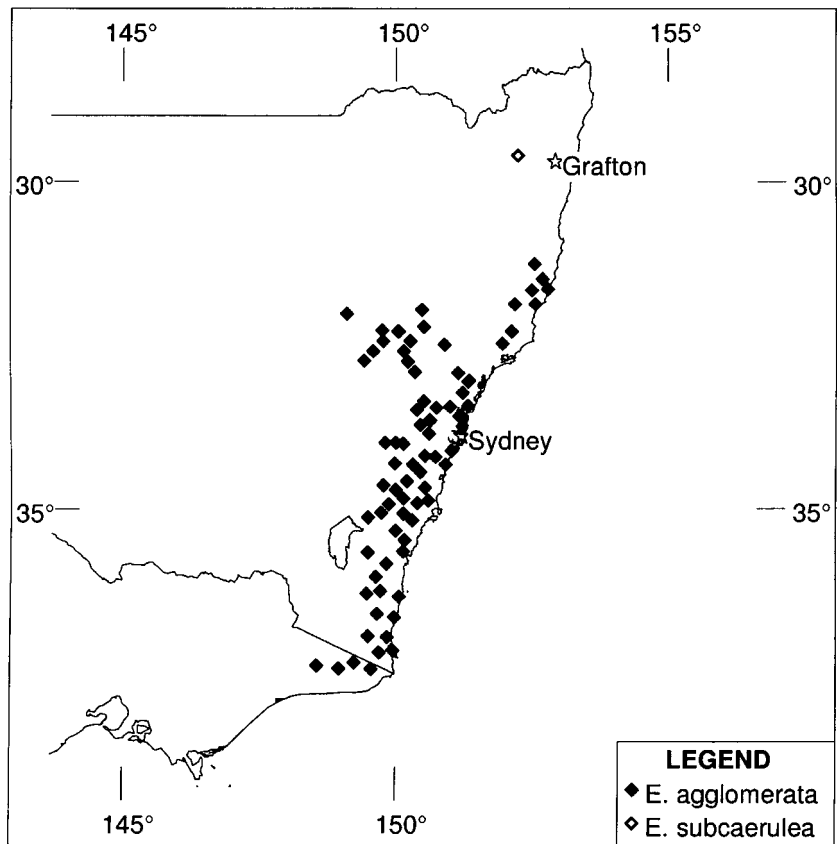 145° 150° 155°
Grafton
30° 30°
Sydney
35° 35°
LEGEND
E. agglomerata
E. subcaerulea
145° 150°